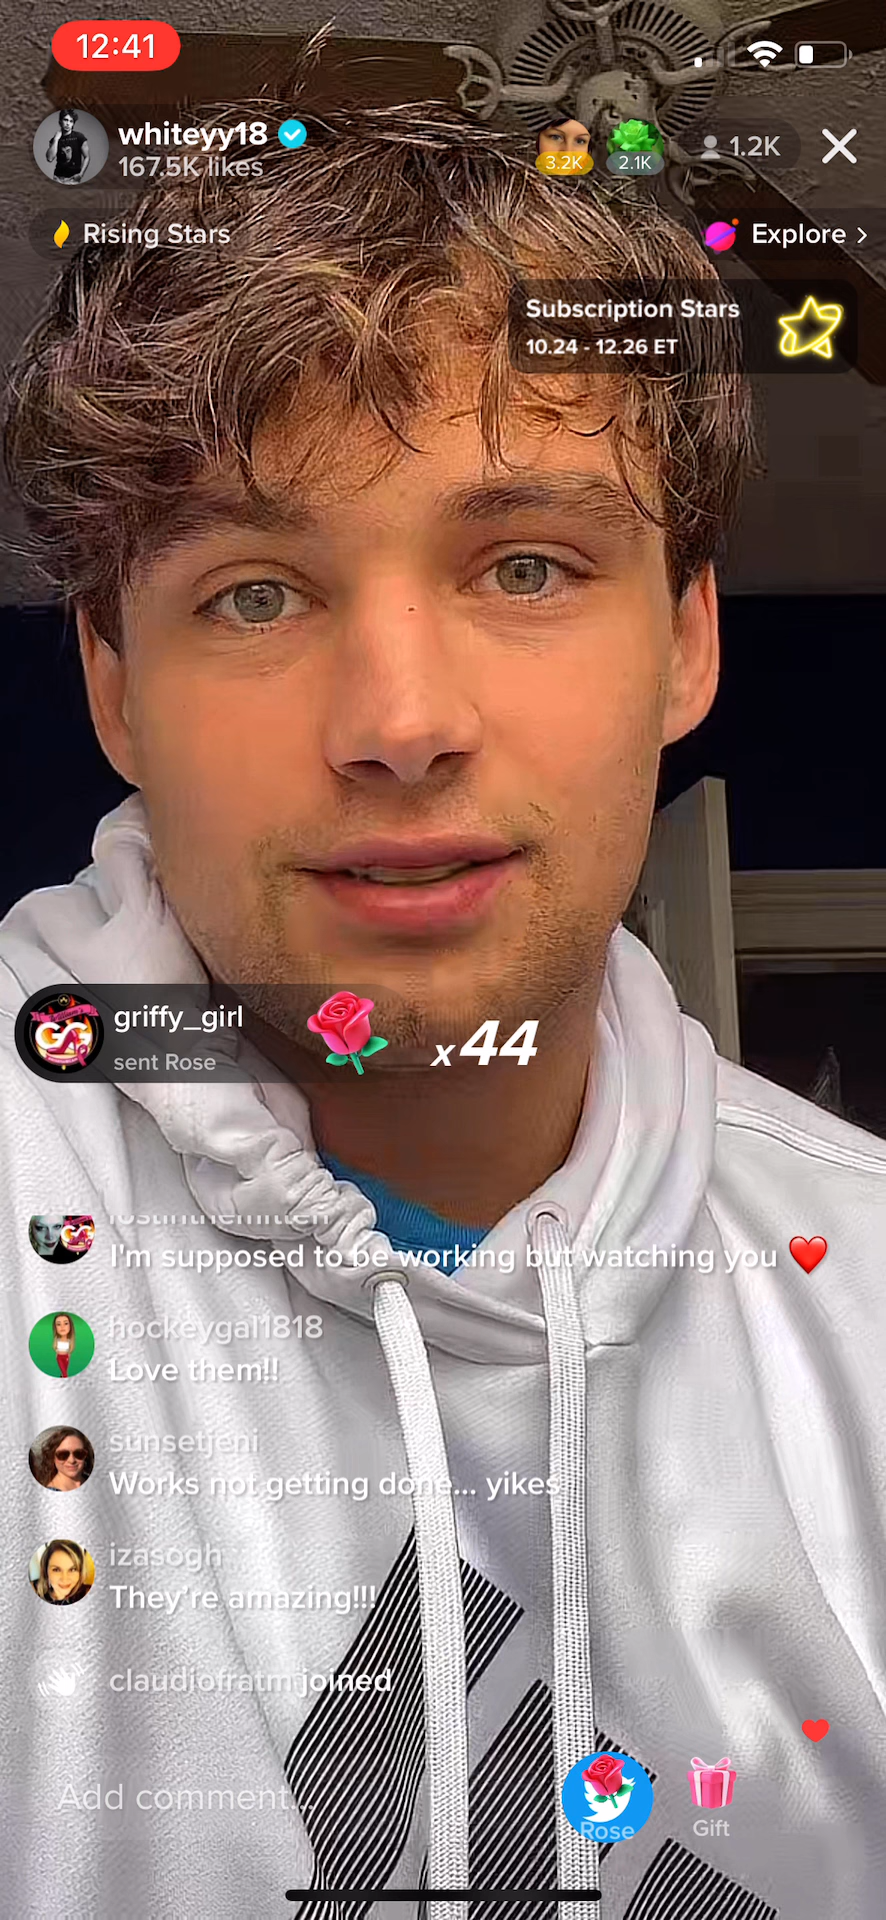 12:41
whiteyy18
167.5K likes
3.2K
2.1K
1.2K
Rising Stars
Explore >
Subscription Stars
10.24 - 12.26 ET
griffy_girl
sent Rose
x44
lostinthemitten
I'm supposed to be working but watching you ❤️
hockeygal1818
Love them!!
sunsetjeni
Works not getting done... yikes
izasogh
They're amazing!!!
claudiofratm joined
Add comment...
Rose
Gift